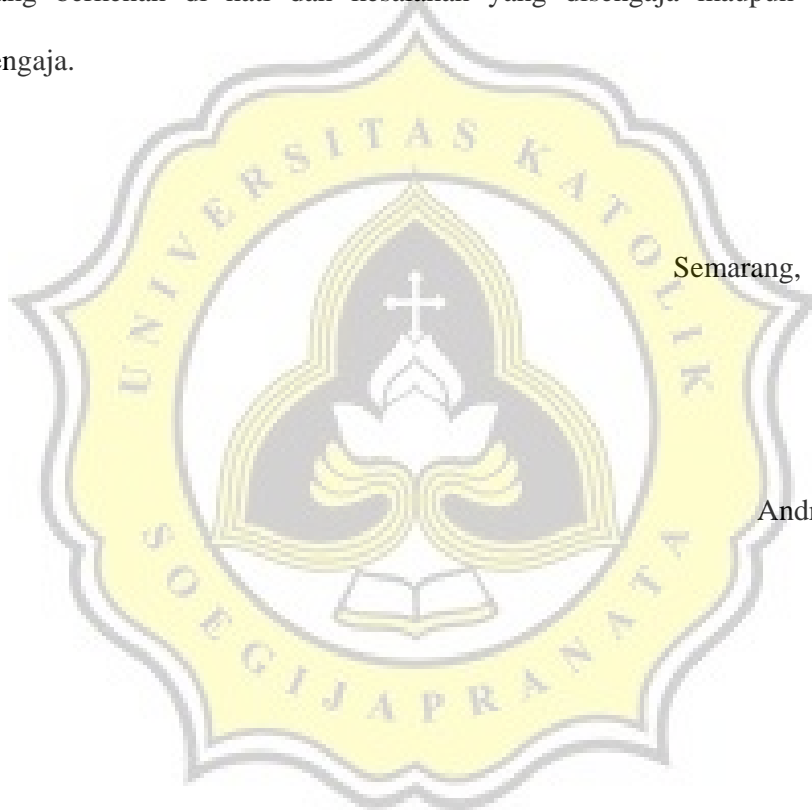 ang berkenan di hati dan kesalahan yang disengaja maupun
engaja.
UNIVERSITAS KATOLIK
Semarang,
Andr
SOEGIJAPRANATA